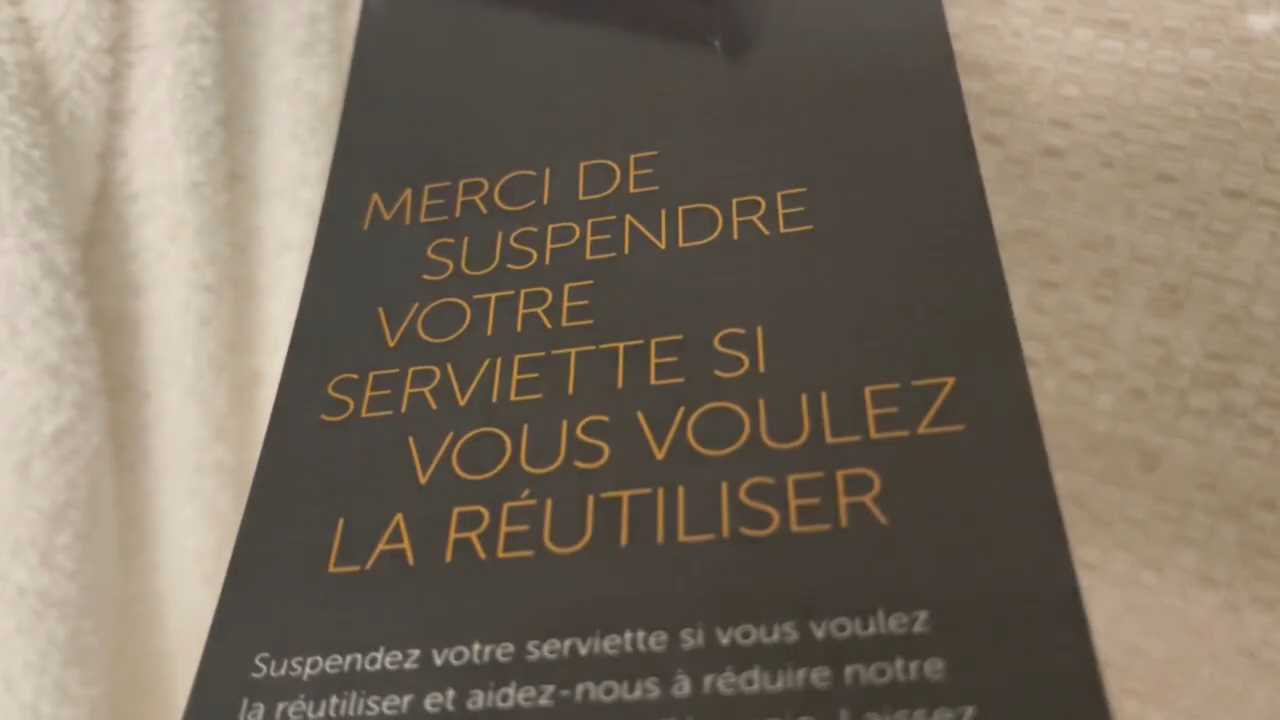 MERCI DE
SUSPENDRE
VOTRE
SERVIETTE SI
VOUS VOULEZ
LA RÉUTILISER
Suspendez votre serviette si vous voulez
la réutiliser et aidez-nous à réduire notre
Laissez